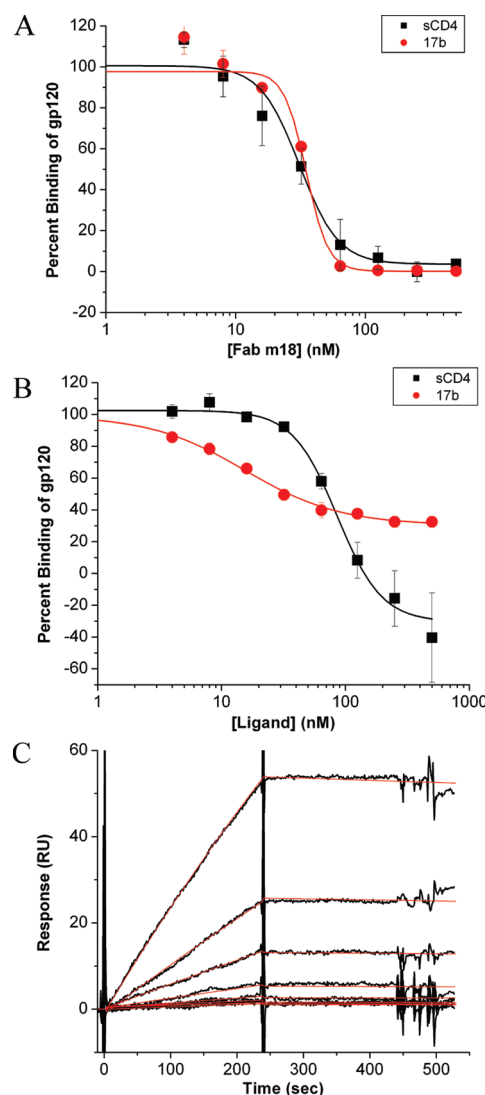 A
sCD4
17b
120
100
80
60
40
20
0
-20
Percent Binding of gp120
1 10 100
[Fab m18] (nM)
B
sCD4
17b
120
100
80
60
40
20
0
-20
-40
-60
Percent Binding of gp120
1 10 100 1000
[Ligand] (nM)
C
60
40
20
0
Response (RU)
0 100 200 300 400 500
Time (sec)